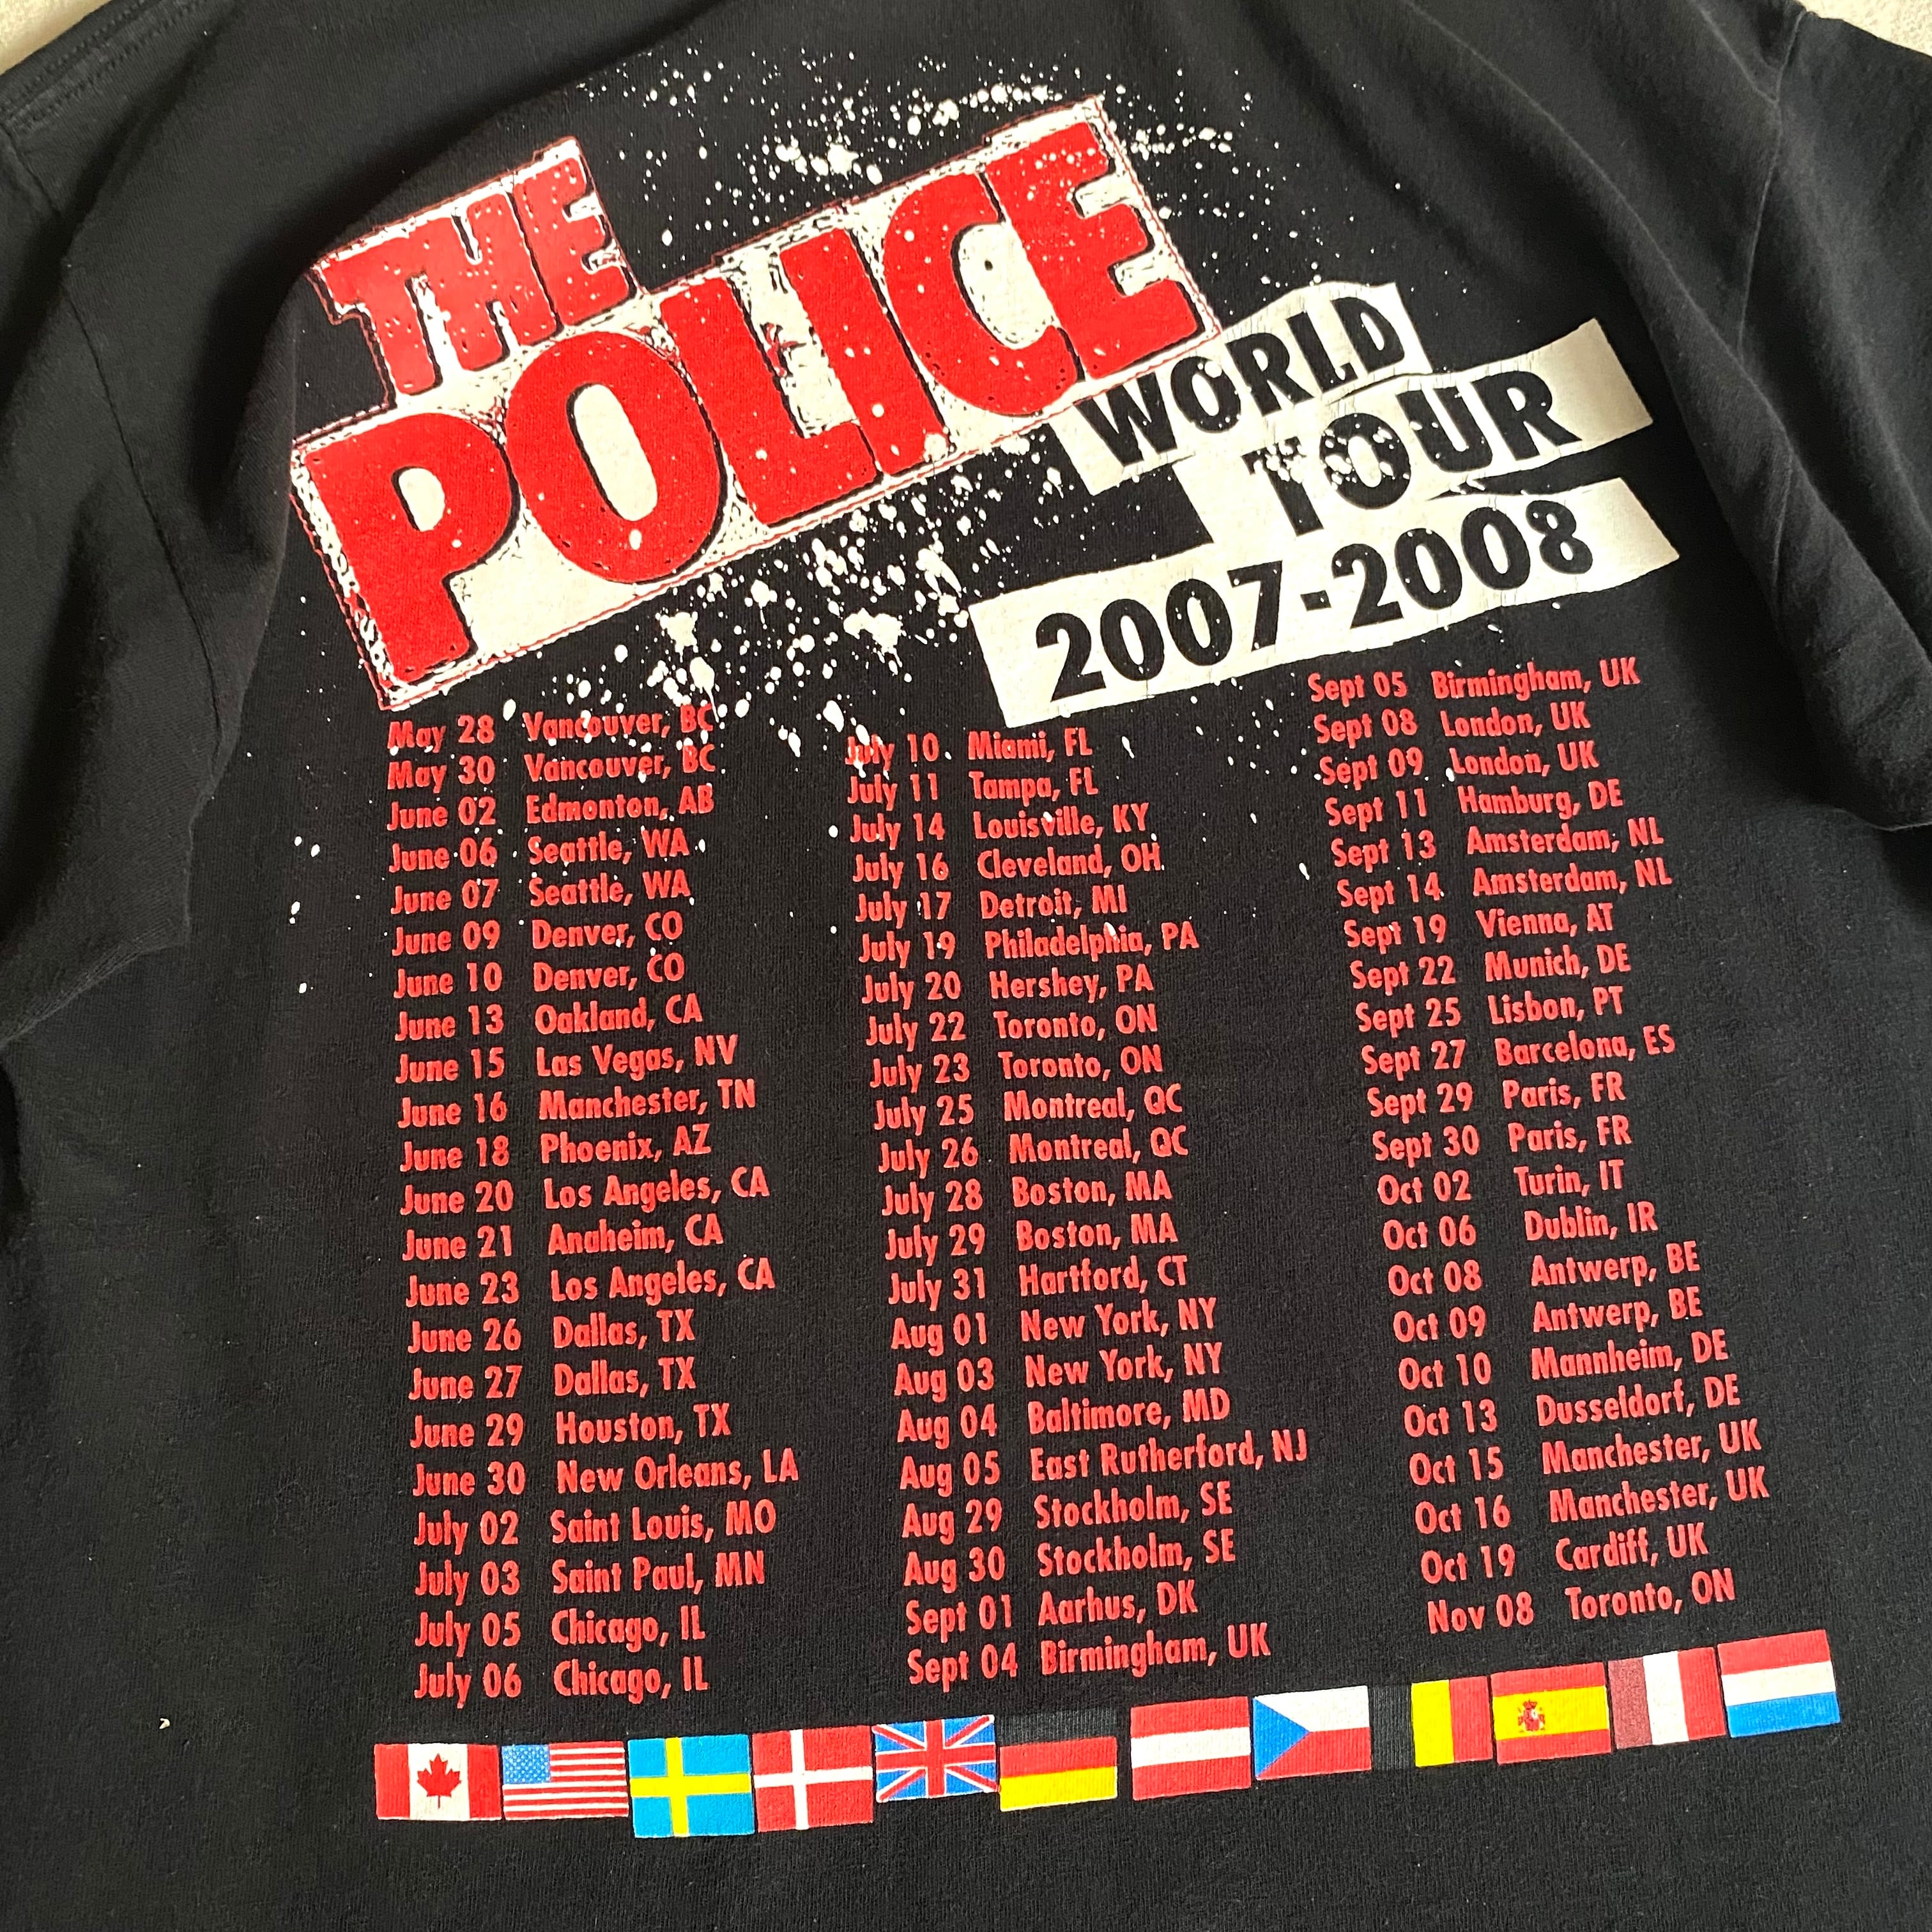 THE
POLICE
WORLD
TOUR
2007-2008
May 28 Vancouver, BC
May 30 Vancouver, BC
June 02 Edmonton, AB
June 06 Seattle, WA
June 07 Seattle, WA
June 09 Denver, CO
June 10 Denver, CO
June 13 Oakland, CA
June 15 Las Vegas, NV
June 16 Manchester, TN
June 18 Phoenix, AZ
June 20 Los Angeles, CA
June 21 Anaheim, CA
June 23 Los Angeles, CA
June 26 Dallas, TX
June 27 Dallas, TX
June 29 Houston, TX
June 30 New Orleans, LA
July 02 Saint Louis, MO
July 03 Saint Paul, MN
July 05 Chicago, IL
July 06 Chicago, IL
July 10 Miami, FL
July 11 Tampa, FL
July 14 Louisville, KY
July 16 Cleveland, OH
July 17 Detroit, MI
July 19 Philadelphia, PA
July 20 Hershey, PA
July 22 Toronto, ON
July 23 Toronto, ON
July 25 Montreal, QC
July 26 Montreal, QC
July 28 Boston, MA
July 29 Boston, MA
July 31 Hartford, CT
Aug 01 New York, NY
Aug 03 New York, NY
Aug 04 Baltimore, MD
Aug 05 East Rutherford, NJ
Aug 29 Stockholm, SE
Aug 30 Stockholm, SE
Sept 01 Aarhus, DK
Sept 04 Birmingham, UK
Sept 05 Birmingham, UK
Sept 08 London, UK
Sept 09 London, UK
Sept 11 Hamburg, DE
Sept 13 Amsterdam, NL
Sept 14 Amsterdam, NL
Sept 19 Vienna, AT
Sept 22 Munich, DE
Sept 25 Lisbon, PT
Sept 27 Barcelona, ES
Sept 29 Paris, FR
Sept 30 Paris, FR
Oct 02 Turin, IT
Oct 06 Dublin, IR
Oct 08 Antwerp, BE
Oct 09 Antwerp, BE
Oct 10 Mannheim, DE
Oct 13 Dusseldorf, DE
Oct 15 Manchester, UK
Oct 16 Manchester, UK
Oct 19 Cardiff, UK
Nov 08 Toronto, ON